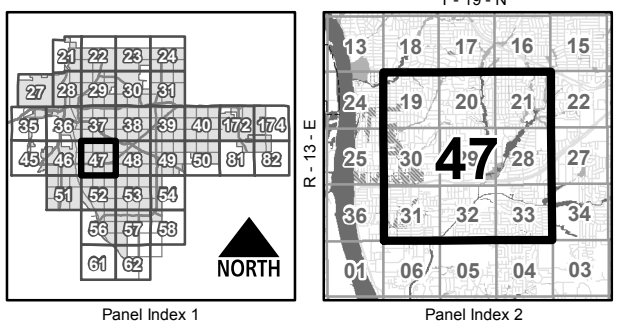 T - 19 - N
21 22 23 24
27 28 29 30 31
35 36 37 38 39 40 172 174
45 46 47 48 49 50 81 82
51 52 53 54
56 57 58
61 62
NORTH
Panel Index 1
R - 13 - E
13 18 17 16 15
24 19 20 21 22
25 30 29 28 27
47
36 31 32 33 34
01 06 05 04 03
Panel Index 2